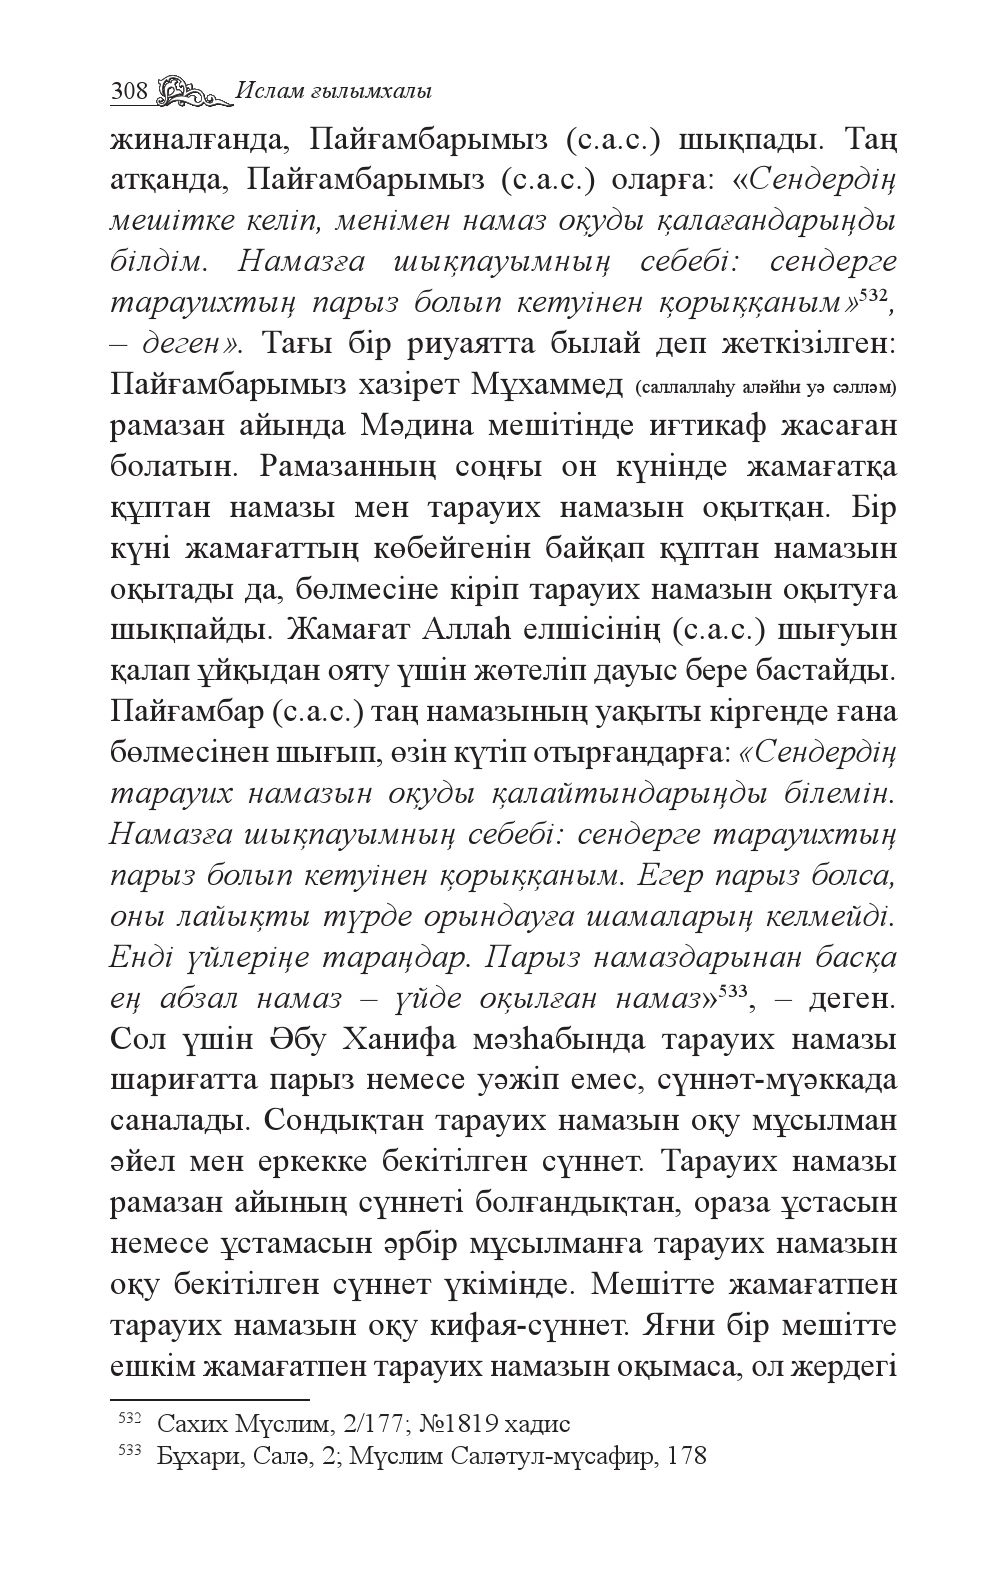 308 Ислам ғылымхалы
жиналғанда, Пайғамбарымыз (с.а.с.) шықпады. Таң
атқанда, Пайғамбарымыз (с.а.с.) оларға: «Сендердің
мешітке келіп, менімен намаз оқуды қалағандарыңды
білдім. Намазға шықпауымның себебі: сендерге
тарауихтың парыз болып кетуінен қорыққаным»532,
– деген». Тағы бір риуаятта былай деп жеткізілген:
Пайғамбарымыз хазірет Мұхаммед (саллаллаһу аләйһи уә сәлләм)
рамазан айында Мәдина мешітінде иғтикаф жасаған
болатын. Рамазанның соңғы он күнінде жамағатқа
құптан намазы мен тарауих намазын оқытқан. Бір
күні жамағаттың көбейгенін байқап құптан намазын
оқытады да, бөлмесіне кіріп тарауих намазын оқытуға
шықпайды. Жамағат Аллаһ елшісінің (с.а.с.) шығуын
қалап ұйқыдан ояту үшін жөтеліп дауыс бере бастайды.
Пайғамбар (с.а.с.) таң намазының уақыты кіргенде ғана
бөлмесінен шығып, өзін күтіп отырғандарға: «Сендердің
тарауих намазын оқуды қалайтындарыңды білемін.
Намазға шықпауымның себебі: сендерге тарауихтың
парыз болып кетуінен қорыққаным. Егер парыз болса,
оны лайықты түрде орындауға шамаларың келмейді.
Енді үйлеріңе тараңдар. Парыз намаздарынан басқа
ең абзал намаз – үйде оқылған намаз»533, – деген.
Сол үшін Әбу Ханифа мәзһабында тарауих намазы
шариғатта парыз немесе уәжіп емес, сүннәт-мүәккада
саналады. Сондықтан тарауих намазын оқу мұсылман
әйел мен еркекке бекітілген сүннет. Тарауих намазы
рамазан айының сүннеті болғандықтан, ораза ұстасын
немесе ұстамасын әрбір мұсылманға тарауих намазын
оқу бекітілген сүннет үкімінде. Мешітте жамағатпен
тарауих намазын оқу кифая-сүннет. Яғни бір мешітте
ешкім жамағатпен тарауих намазын оқымаса, ол жердегі
532 Сахих Мүслим, 2/177; №1819 хадис
533 Бұхари, Салә, 2; Мүслим Саләтул-мүсафир, 178